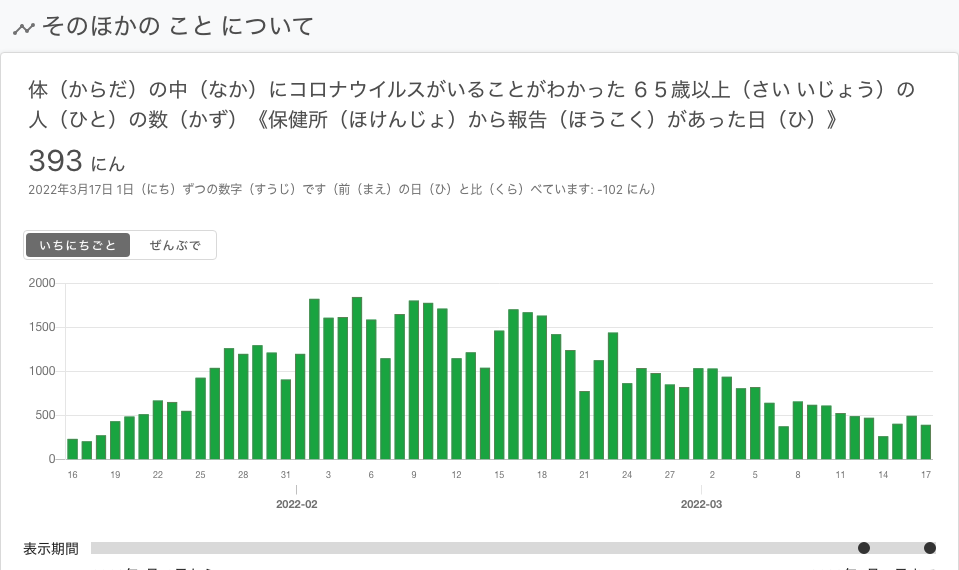 そのほかの こと について
体（からだ）の中（なか）にコロナウイルスがいることがわかった ６５歳以上（さい いじょう）の
人（ひと）の数（かず）《保健所（ほけんじょ）から報告（ほうこく）があった日（ひ）》
393 にん
2022年3月17日 1日（にち）ずつの数字（すうじ）です（前（まえ）の日（ひ）と比（くら）べています: -102 にん）
いちにちごと ぜんぶで
2000
1500
1000
500
0
16 19 22 25 28 31 3 6 9 12 15 18 21 24 27 2 5 8 11 14 17
2022-02 2022-03
表示期間